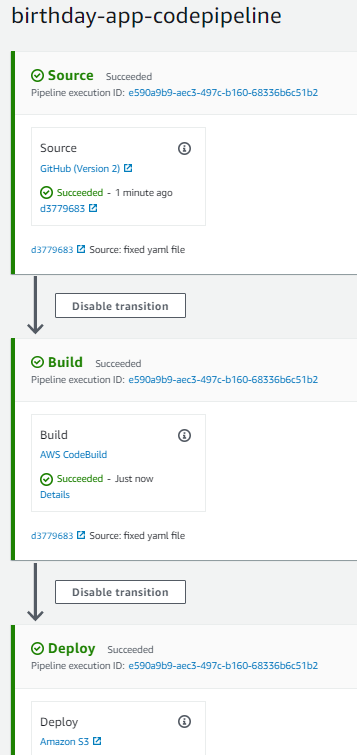 birthday-app-codepipeline
Source Succeeded
Pipeline execution ID: e590a9b9-aec3-497c-b160-68336b6c51b2
Source
GitHub (Version 2)
Succeeded - 1 minute ago
d3779683
d3779683 Source: fixed yaml file
Disable transition
Build Succeeded
Pipeline execution ID: e590a9b9-aec3-497c-b160-68336b6c51b2
Build
AWS CodeBuild
Succeeded - Just now
Details
d3779683 Source: fixed yaml file
Disable transition
Deploy Succeeded
Pipeline execution ID: e590a9b9-aec3-497c-b160-68336b6c51b2
Deploy
Amazon S3